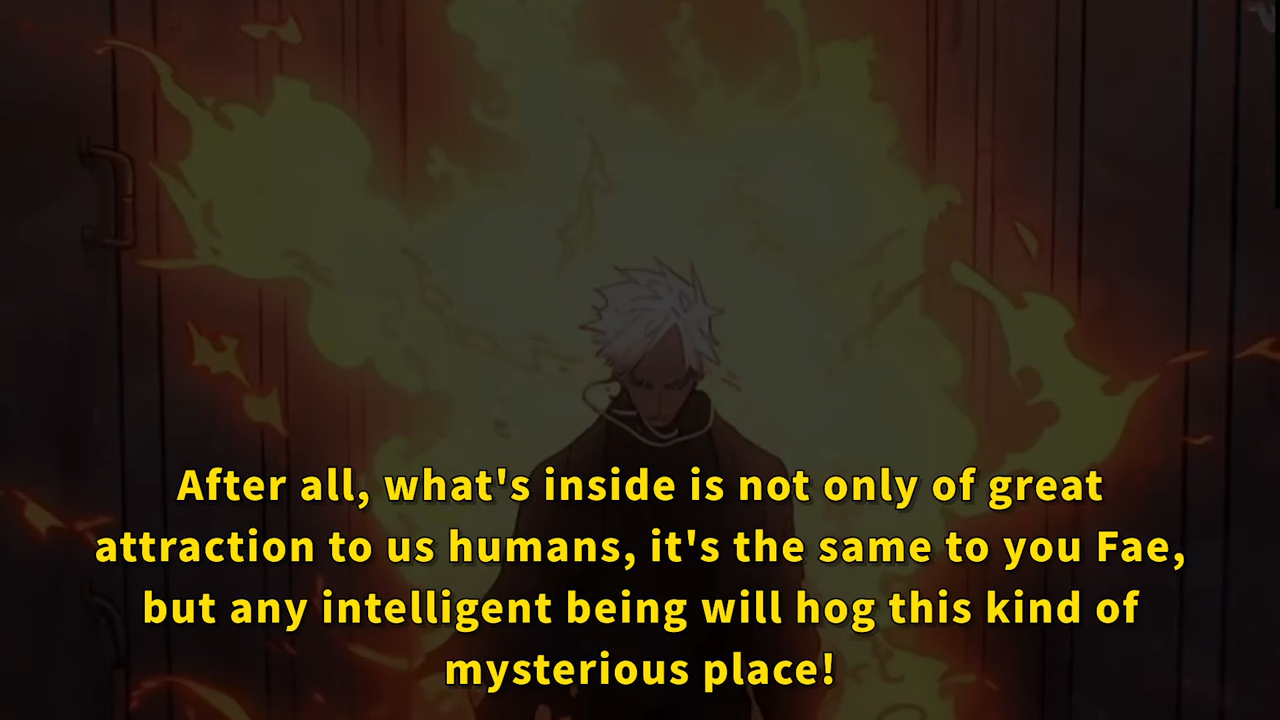 After all, what's inside is not only of great
attraction to us humans, it's the same to you Fae,
but any intelligent being will hog this kind of
mysterious place!